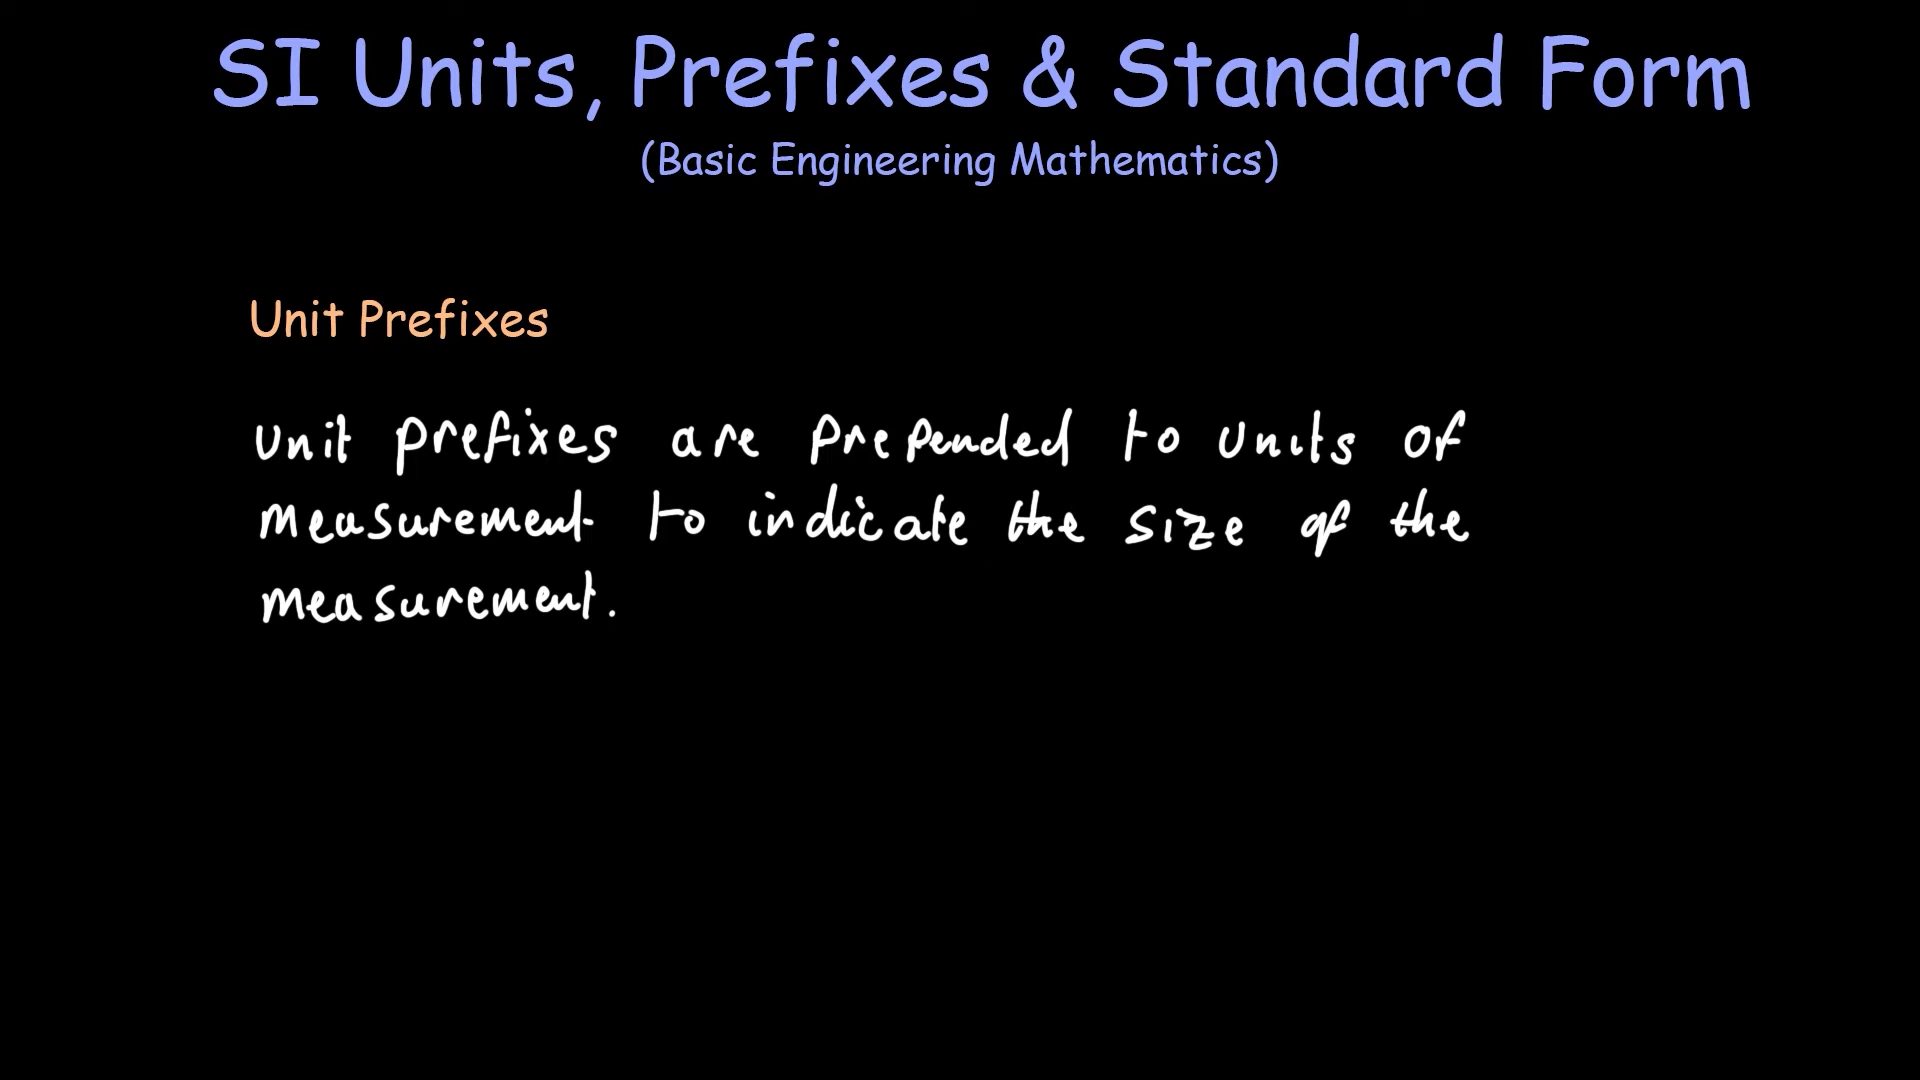 SI Units, Prefixes & Standard Form
(Basic Engineering Mathematics)
Unit Prefixes
Unit prefixes are prepended to units of
measurement to indicate the size of the
measurement.